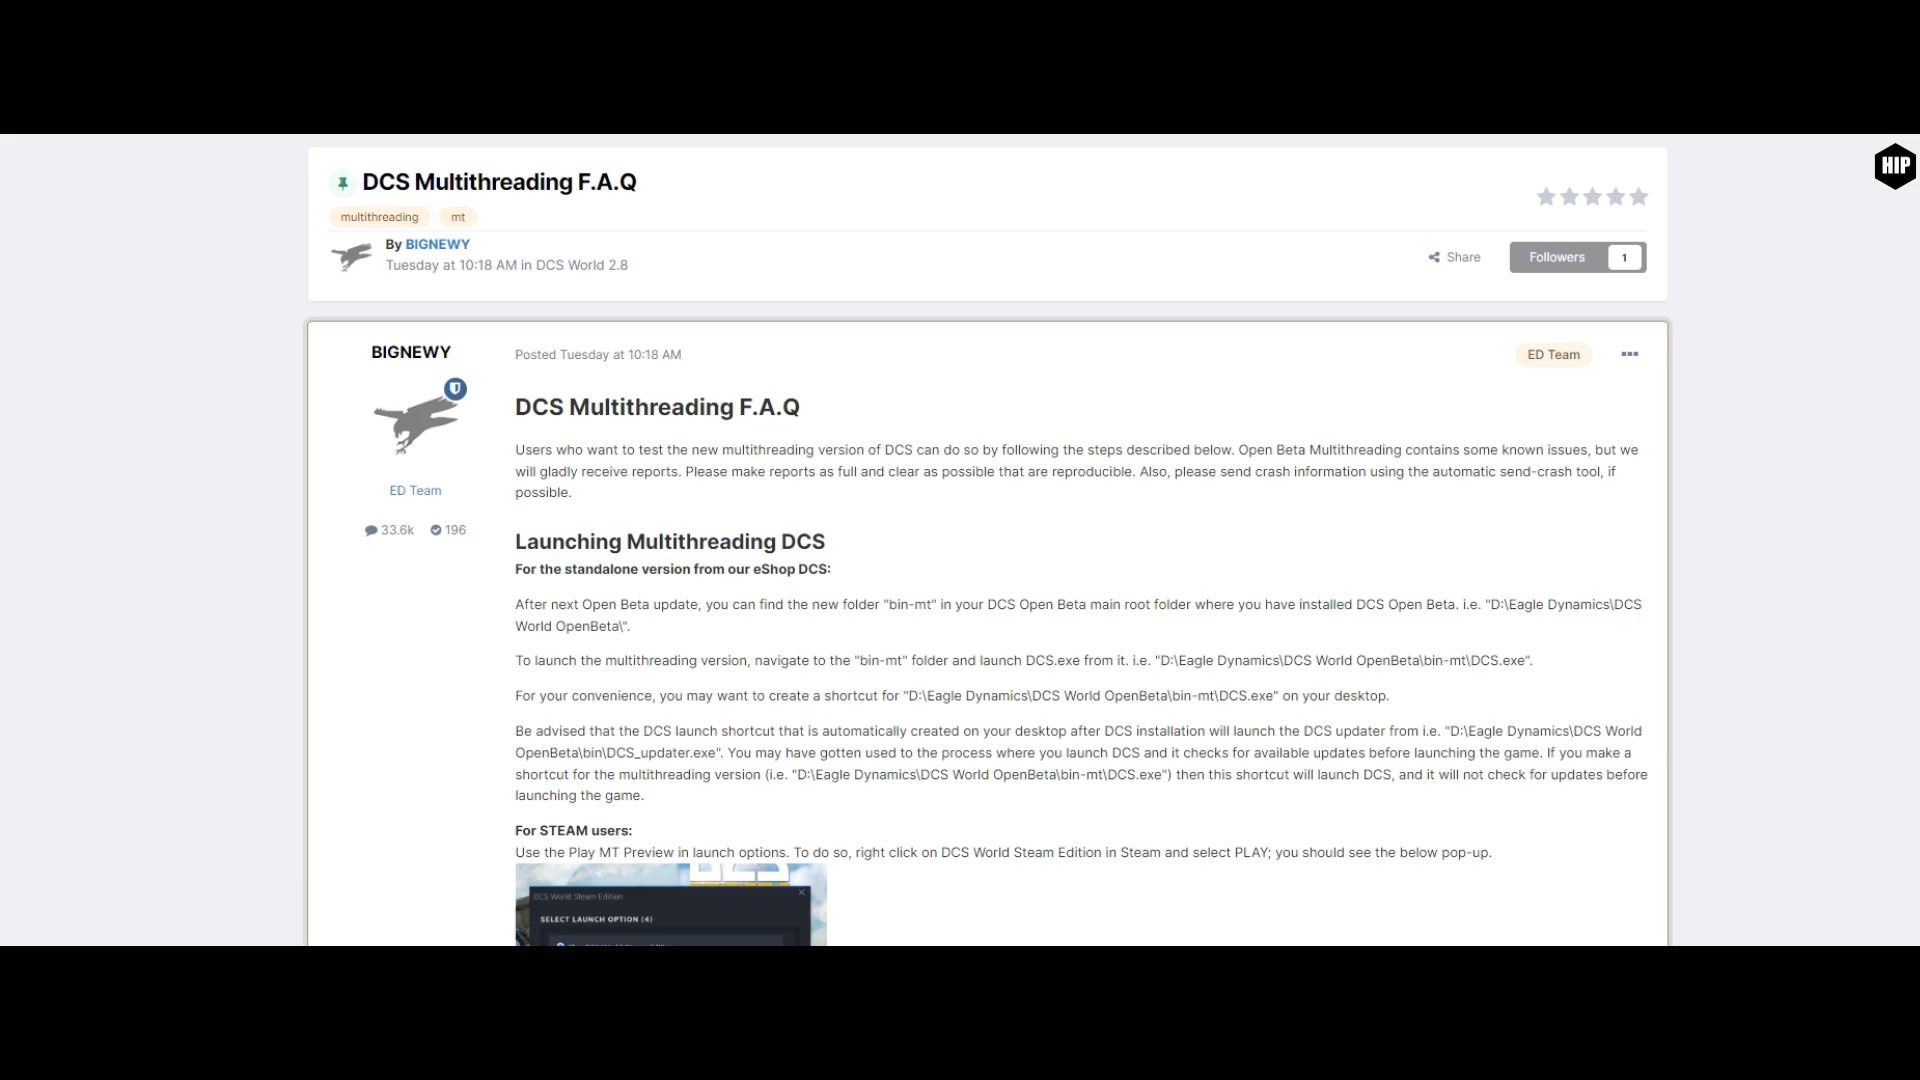 HIP
DCS Multithreading F.A.Q
multithreading mt
By BIGNEWY
Tuesday at 10:18 AM in DCS World 2.8
Share
Followers 1
BIGNEWY
Posted Tuesday at 10:18 AM
ED Team
DCS Multithreading F.A.Q
Users who want to test the new multithreading version of DCS can do so by following the steps described below. Open Beta Multithreading contains some known issues, but we
will gladly receive reports. Please make reports as full and clear as possible that are reproducible. Also, please send crash information using the automatic send-crash tool, if
possible.
ED Team
33.6k 196
Launching Multithreading DCS
For the standalone version from our eShop DCS:
After next Open Beta update, you can find the new folder "bin-mt" in your DCS Open Beta main root folder where you have installed DCS Open Beta. i.e. "D:\Eagle Dynamics\DCS
World OpenBeta\".
To launch the multithreading version, navigate to the "bin-mt" folder and launch DCS.exe from it. i.e. "D:\Eagle Dynamics\DCS World OpenBeta\bin-mt\DCS.exe".
For your convenience, you may want to create a shortcut for "D:\Eagle Dynamics\DCS World OpenBeta\bin-mt\DCS.exe" on your desktop.
Be advised that the DCS launch shortcut that is automatically created on your desktop after DCS installation will launch the DCS updater from i.e. "D:\Eagle Dynamics\DCS World
OpenBeta\bin\DCS_updater.exe". You may have gotten used to the process where you launch DCS and it checks for available updates before launching the game. If you make a
shortcut for the multithreading version (i.e. "D:\Eagle Dynamics\DCS World OpenBeta\bin-mt\DCS.exe") then this shortcut will launch DCS, and it will not check for updates before
launching the game.
For STEAM users:
Use the Play MT Preview in launch options. To do so, right click on DCS World Steam Edition in Steam and select PLAY; you should see the below pop-up.
DCS World Steam Edition
SELECT LAUNCH OPTION (4)